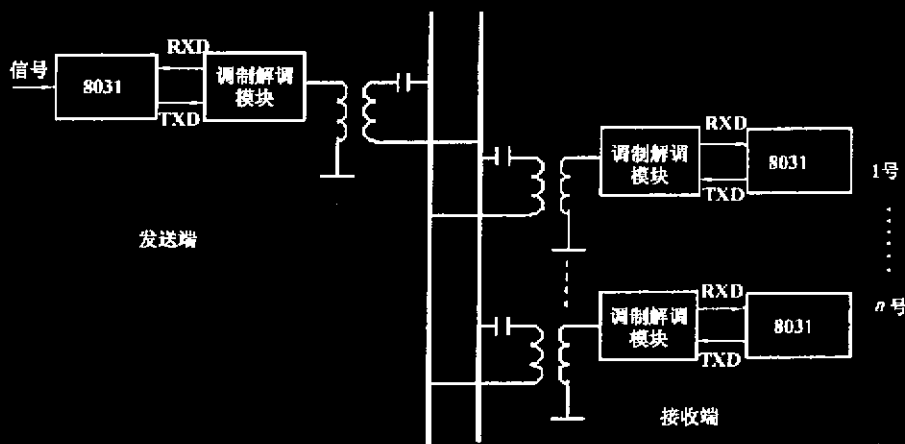 信号
8031
RXD
TXD
调制解调
模块
发送端
调制解调
模块
RXD
TXD
8031
1号
调制解调
模块
RXD
TXD
8031
n号
接收端